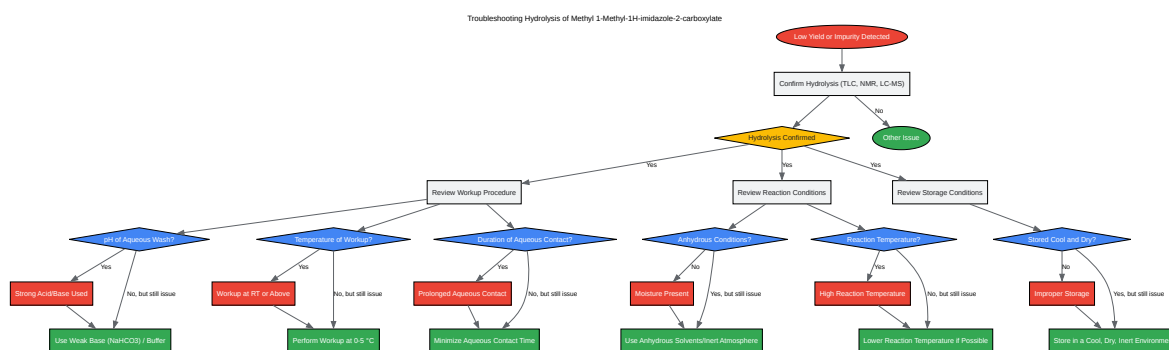 Troubleshooting Hydrolysis of Methyl 1-Methyl-1H-imidazole-2-carboxylate
Low Yield or Impurity Detected
Confirm Hydrolysis (TLC, NMR, LC-MS)
No
Hydrolysis Confirmed
Other Issue
Yes
Yes
Yes
Review Workup Procedure
Review Reaction Conditions
Review Storage Conditions
pH of Aqueous Wash?
Temperature of Workup?
Duration of Aqueous Contact?
Anhydrous Conditions?
Reaction Temperature?
Stored Cool and Dry?
Yes
Yes
Yes
No
Yes
No
Strong Acid/Base Used
No, but still issue
Workup at RT or Above
No, but still issue
Prolonged Aqueous Contact
No, but still issue
Moisture Present
Yes, but still issue
High Reaction Temperature
No, but still issue
Improper Storage
Yes, but still issue
Use Weak Base (NaHCO3) / Buffer
Perform Workup at 0-5 °C
Minimize Aqueous Contact Time
Use Anhydrous Solvents/Inert Atmosphere
Lower Reaction Temperature if Possible
Store in a Cool, Dry, Inert Environme